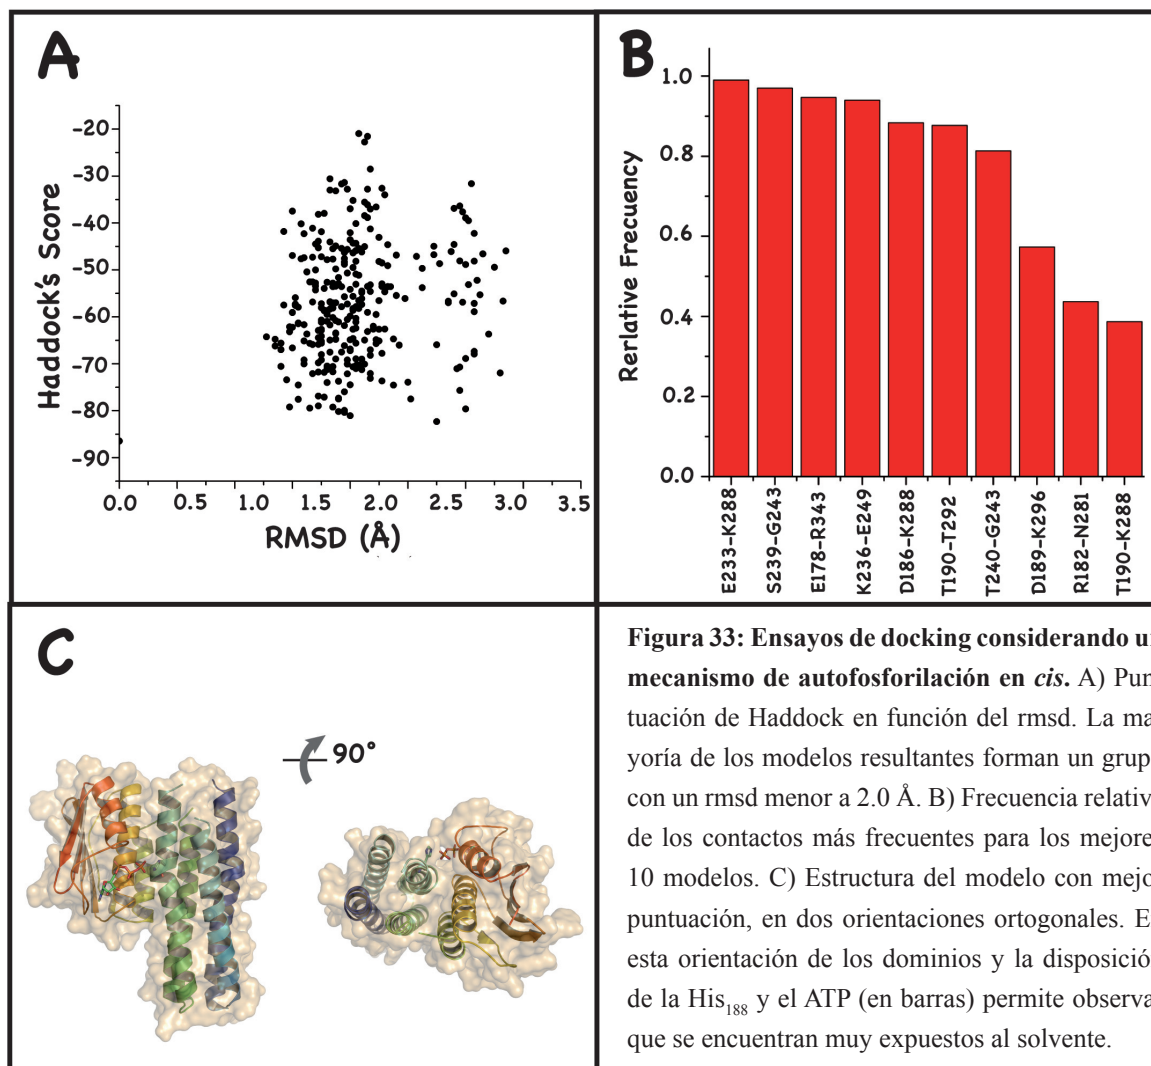 A
-20
-30
-40
-50
-60
-70
-80
-90
Haddock's Score
0.0 0.5 1.0 1.5 2.0 1.5 2.0 2.5 3.0 3.5
RMSD (Å)
B
1.0
0.8
0.6
0.4
0.2
0.0
Rerlative Frecuency
E233-K288
S239-G243
E178-R343
K236-E249
D186-K288
T190-T292
T240-G243
D189-K296
R182-N281
T190-K288
C
90°
Figura 33: Ensayos de docking considerando u
mecanismo de autofosforilación en cis. A) Pun
tuación de Haddock en función del rmsd. La ma
yoría de los modelos resultantes forman un grup
con un rmsd menor a 2.0 Å. B) Frecuencia relativ
de los contactos más frecuentes para los mejore
10 modelos. C) Estructura del modelo con mejo
puntuación, en dos orientaciones ortogonales. E
esta orientación de los dominios y la disposició
de la His188 y el ATP (en barras) permite observa
que se encuentran muy expuestos al solvente.